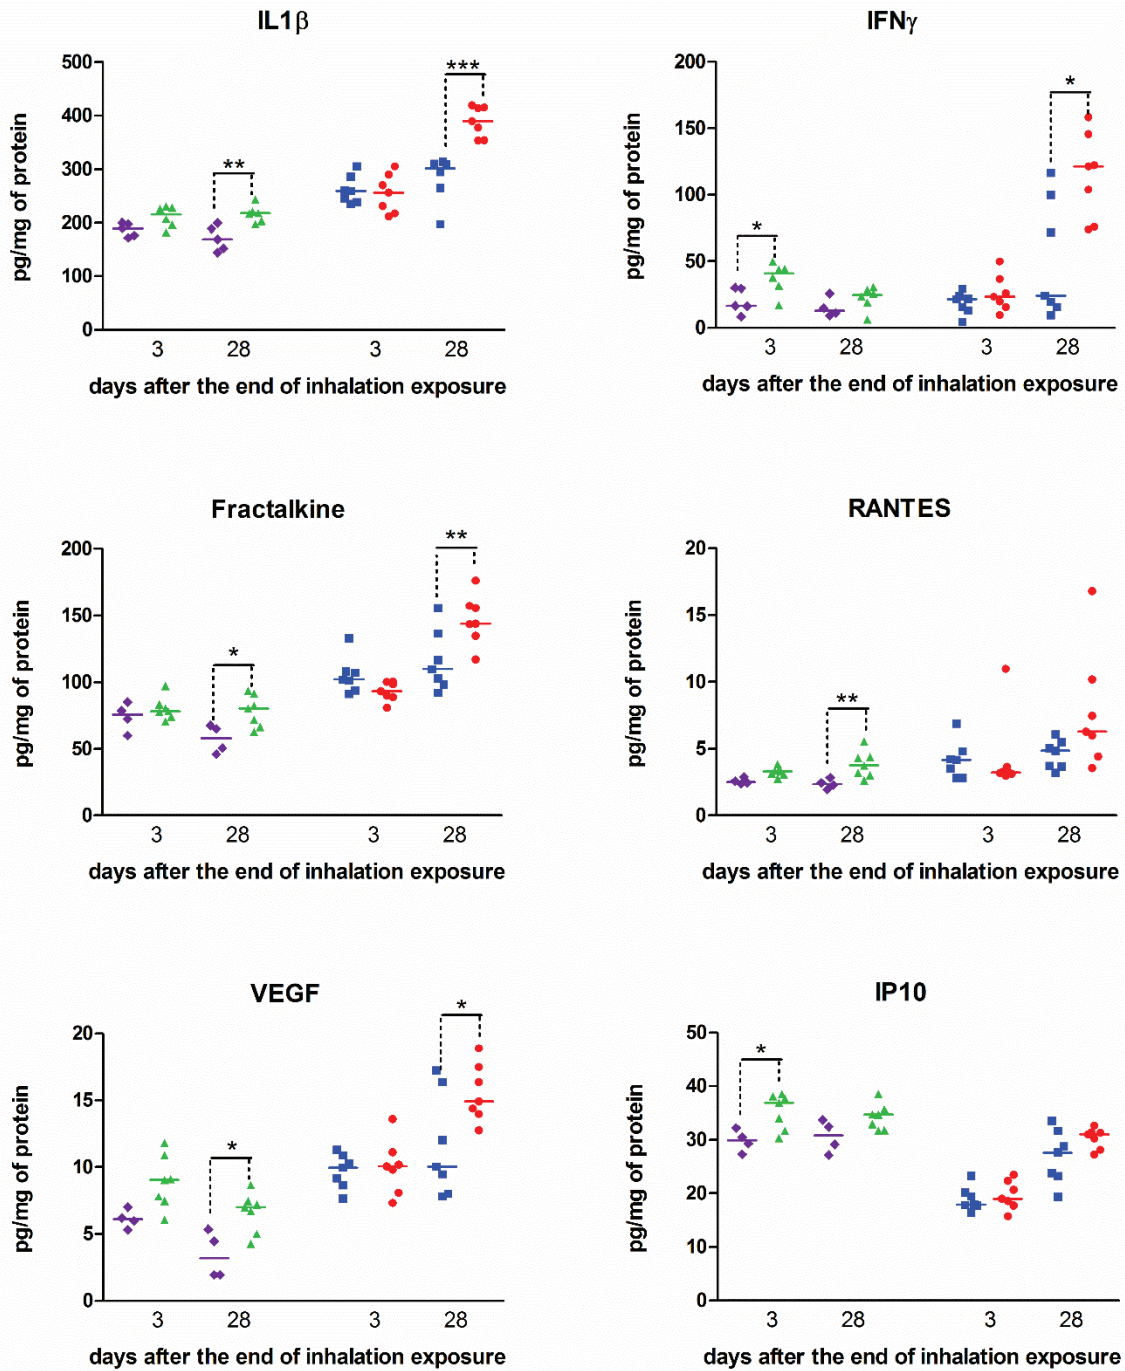 IL1β
500
400
300
200
100
0
pg/mg of protein
**
***
3 28 3 28
days after the end of inhalation exposure
IFNγ
200
150
100
50
0
pg/mg of protein
*
*
3 28 3 28
days after the end of inhalation exposure
Fractalkine
200
150
100
50
0
pg/mg of protein
*
**
3 28 3 28
days after the end of inhalation exposure
RANTES
20
15
10
5
0
pg/mg of protein
**
3 28 3 28
days after the end of inhalation exposure
VEGF
20
15
10
5
0
pg/mg of protein
*
*
3 28 3 28
days after the end of inhalation exposure
IP10
50
40
30
20
10
0
pg/mg of protein
*
3 28 3 28
days after the end of inhalation exposure